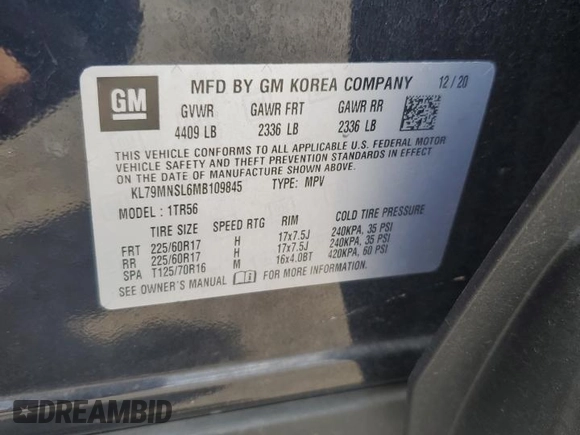 GM
MFD BY GM KOREA COMPANY 12/20
GVWR GAWR FRT GAWR RR
4409 LB 2336 LB 2336 LB
THIS VEHICLE CONFORMS TO ALL APPLICABLE U.S. FEDERAL MOTOR
VEHICLE SAFETY AND THEFT PREVENTION STANDARDS IN EFFECT ON THE
DATE OF MANUFACTURE SHOWN ABOVE.
KL79MNSL6MB109845 TYPE: MPV
MODEL: 1TR56
TIRE SIZE SPEED RTG RIM COLD TIRE PRESSURE
FRT 225/60R17 H 17x7.5J 240KPA, 35 PSI
RR 225/60R17 H 17x7.5J 240KPA, 35 PSI
SPA T125/70R16 M 16x4.0BT 420KPA, 60 PSI
SEE OWNER'S MANUAL FOR MORE INFORMATION
DREAMBID